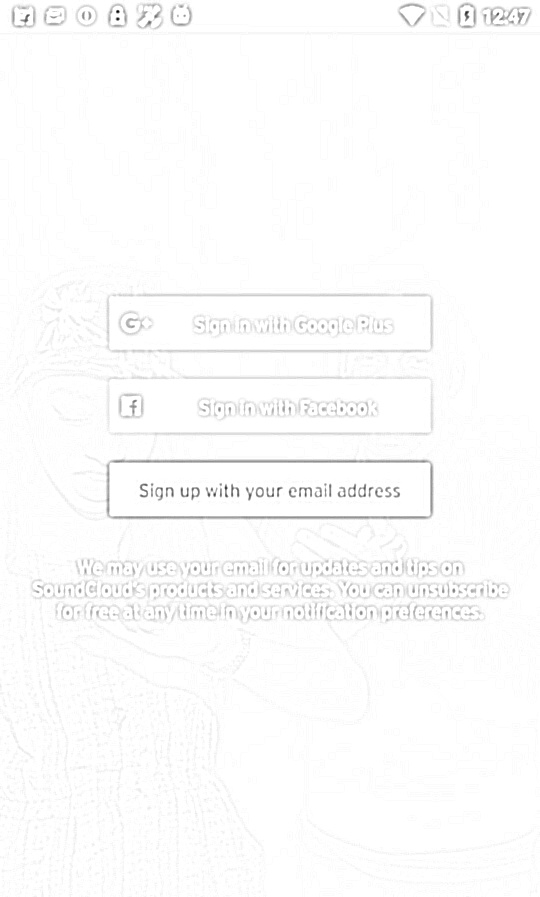 12:47
G+ Sign in with Google Plus
f Sign in with Facebook
Sign up with your email address
We may use your email for updates and tips on
SoundCloud's products and services. You can unsubscribe
for free at any time in your notification preferences.